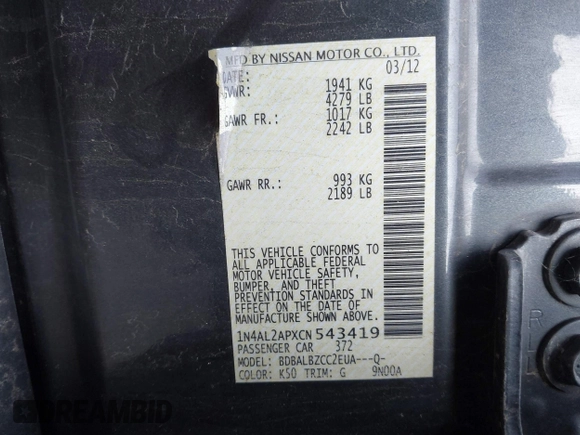 MFD BY NISSAN MOTOR CO., LTD.
DATE: 03/12
GVWR: 1941 KG
4279 LB
GAWR FR.: 1017 KG
2242 LB
GAWR RR.: 993 KG
2189 LB
THIS VEHICLE CONFORMS TO
ALL APPLICABLE FEDERAL
MOTOR VEHICLE SAFETY,
BUMPER, AND THEFT
PREVENTION STANDARDS IN
EFFECT ON THE DATE OF
MANUFACTURE SHOWN ABOVE.
1N4AL2APXCN543419
PASSENGER CAR 372
MODEL: BDBALBZCC2EUA---Q-
COLOR: K50 TRIM: G 9N00A
DREAMBID